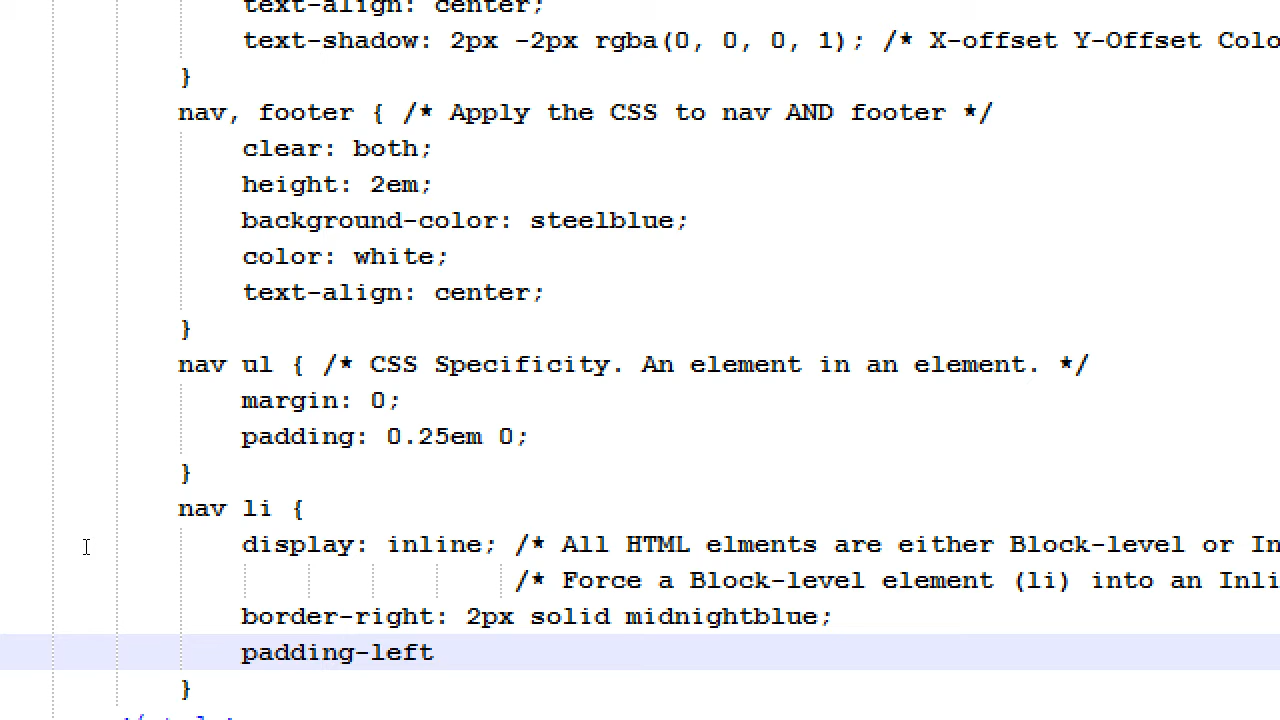 text-align: center;
text-shadow: 2px -2px rgba(0, 0, 0, 1); /* X-offset Y-Offset Colo
}
nav, footer { /* Apply the CSS to nav AND footer */
clear: both;
height: 2em;
background-color: steelblue;
color: white;
text-align: center;
}
nav ul { /* CSS Specificity. An element in an element. */
margin: 0;
padding: 0.25em 0;
}
nav li {
display: inline; /* All HTML elments are either Block-level or In
/* Force a Block-level element (li) into an Inli
border-right: 2px solid midnightblue;
padding-left
}